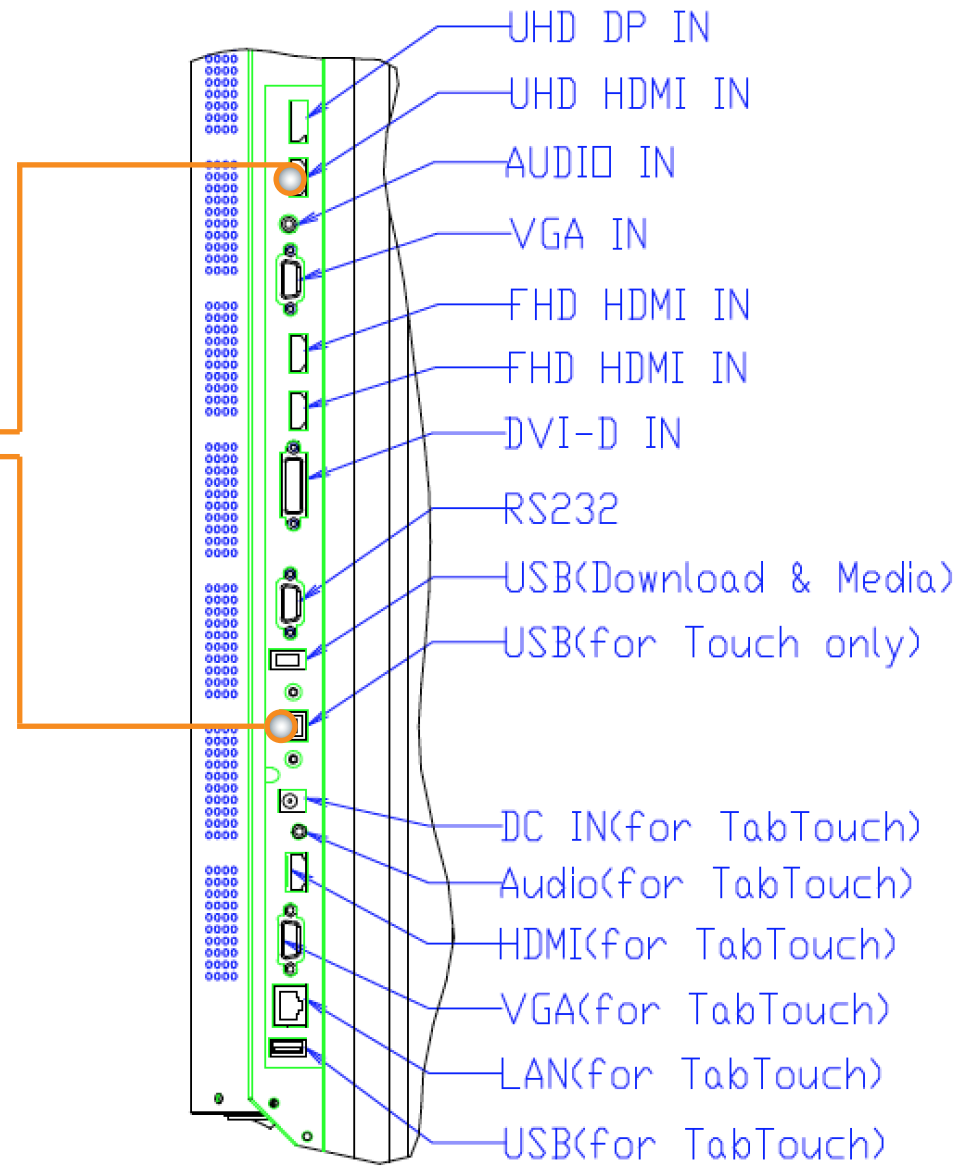 UHD DP IN
UHD HDMI IN
AUDIO IN
VGA IN
FHD HDMI IN
FHD HDMI IN
DVI-D IN
RS232
USB(Download & Media)
USB(for Touch only)
DC IN(for TabTouch)
Audio(for TabTouch)
HDMI(for TabTouch)
VGA(for TabTouch)
LAN(for TabTouch)
USB(for TabTouch)